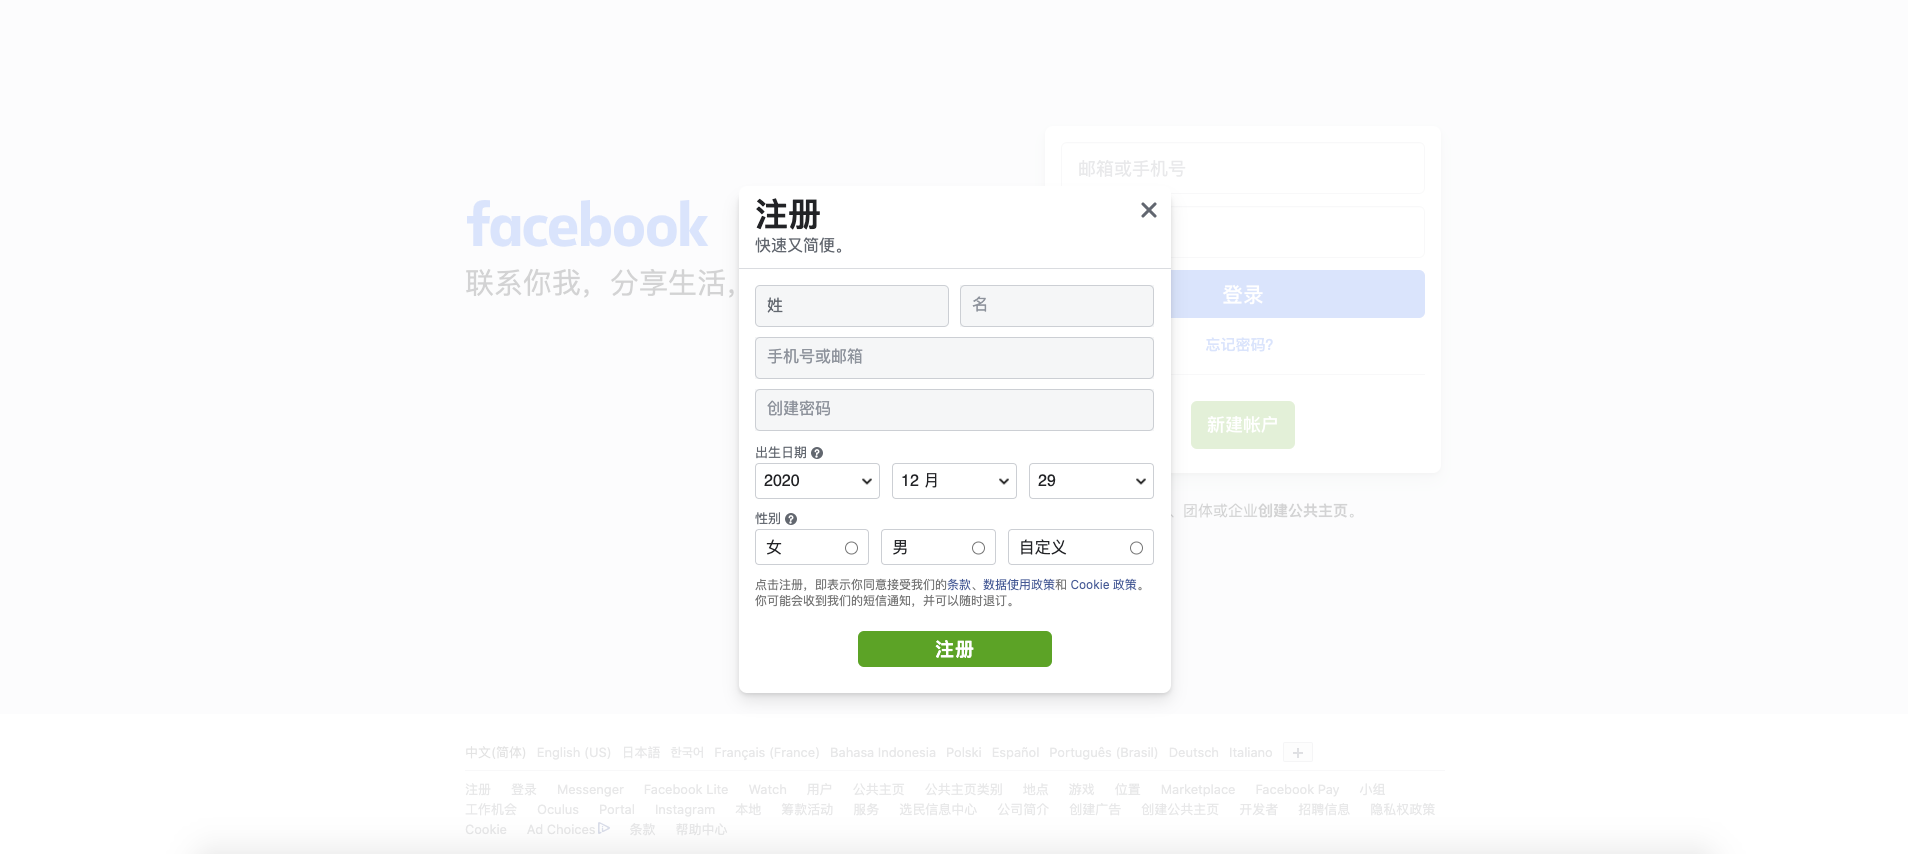 facebook
联系你我，分享生活，
邮箱或手机号
登录
忘记密码?
新建帐户
、团体或企业创建公共主页。
注册
快速又简便。
姓 名
手机号或邮箱
创建密码
出生日期
2020 12 月 29
性别
女 男 自定义
点击注册，即表示你同意接受我们的条款、数据使用政策和 Cookie 政策。
你可能会收到我们的短信通知，并可以随时退订。
注册
中文(简体) English (US) 日本語 한국어 Français (France) Bahasa Indonesia Polski Español Português (Brasil) Deutsch Italiano
注册 登录 Messenger Facebook Lite Watch 用户 公共主页 公共主页类别 地点 游戏 位置 Marketplace Facebook Pay 小组
工作机会 Oculus Portal Instagram 本地 筹款活动 服务 选民信息中心 公司简介 创建广告 创建公共主页 开发者 招聘信息 隐私权政策
Cookie Ad Choices 条款 帮助中心